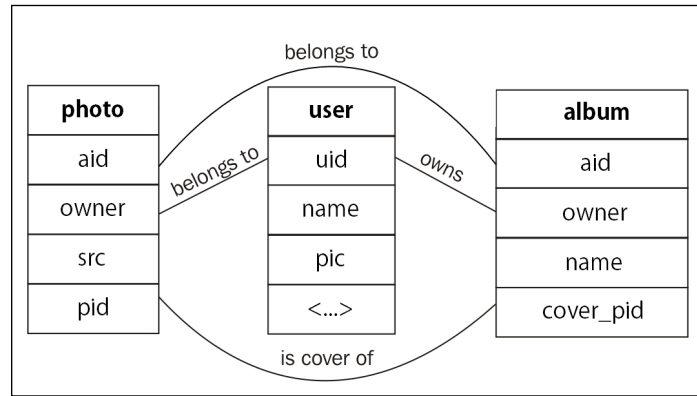 belongs to
photo
aid
owner
src
pid
belongs to
user
uid
name
pic
<...>
owns
album
aid
owner
name
cover_pid
is cover of